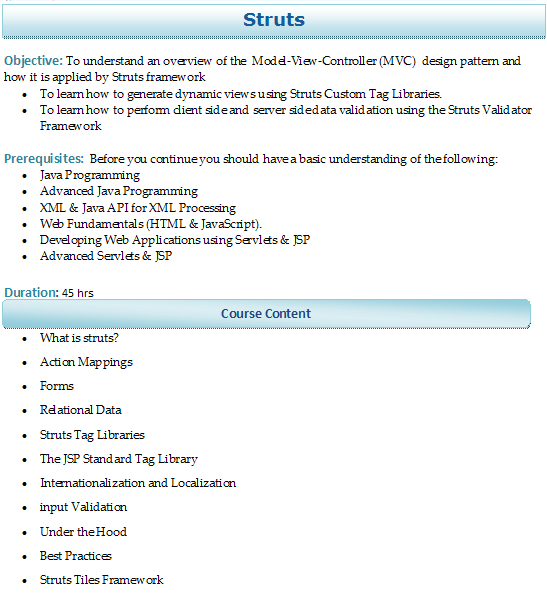 Struts
Objective: To understand an overview of the Model-View-Controller (MVC) design pattern and
how it is applied by Struts framework
• To learn how to generate dynamic views using Struts Custom Tag Libraries.
• To learn how to perform client side and server side data validation using the Struts Validator
Framework
Prerequisites: Before you continue you should have a basic understanding of the following:
• Java Programming
• Advanced Java Programming
• XML & Java API for XML Processing
• Web Fundamentals (HTML & JavaScript).
• Developing Web Applications using Servlets & JSP
• Advanced Servlets & JSP
Duration: 45 hrs
Course Content
• What is struts?
• Action Mappings
• Forms
• Relational Data
• Struts Tag Libraries
• The JSP Standard Tag Library
• Internationalization and Localization
• input Validation
• Under the Hood
• Best Practices
• Struts Tiles Framework